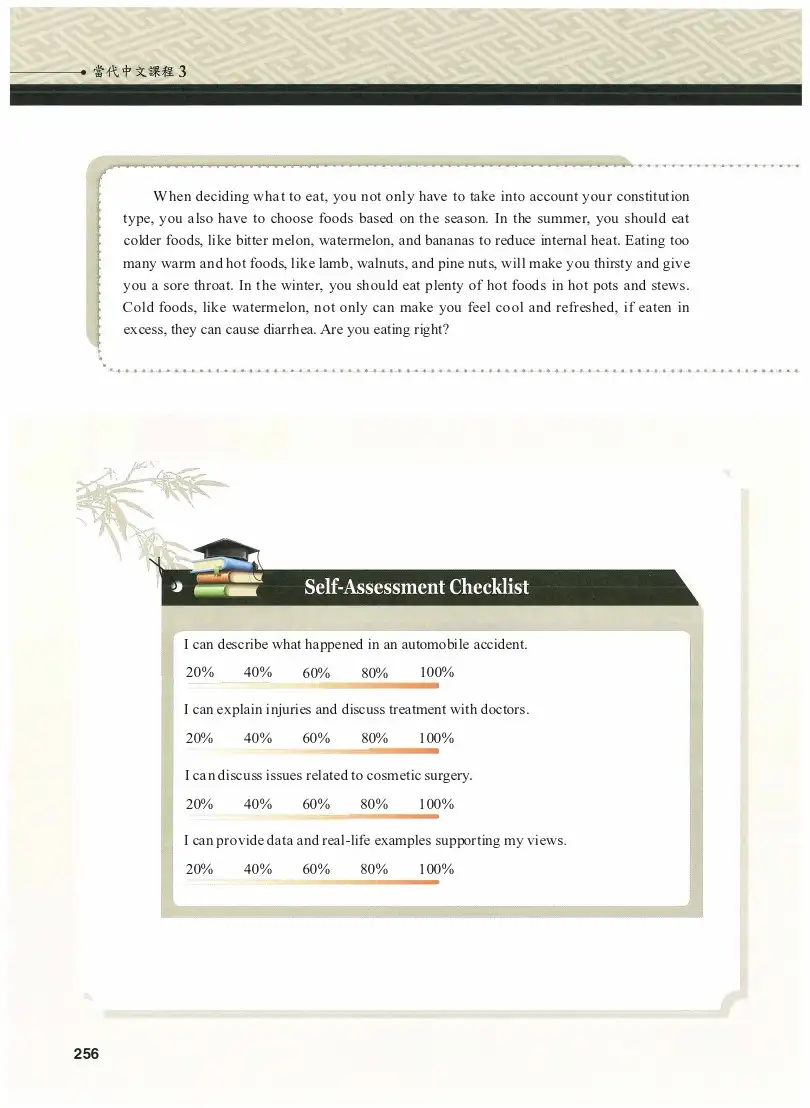 當代中文課程 3
When deciding what to eat, you not only have to take into account your constitution
type, you also have to choose foods based on the season. In the summer, you should eat
colder foods, like bitter melon, watermelon, and bananas to reduce internal heat. Eating too
many warm and hot foods, like lamb, walnuts, and pine nuts, will make you thirsty and give
you a sore throat. In the winter, you should eat plenty of hot foods in hot pots and stews.
Cold foods, like watermelon, not only can make you feel cool and refreshed, if eaten in
excess, they can cause diarrhea. Are you eating right?
Self-Assessment Checklist
I can describe what happened in an automobile accident.
20% 40% 60% 80% 100%
I can explain injuries and discuss treatment with doctors.
20% 40% 60% 80% 100%
I can discuss issues related to cosmetic surgery.
20% 40% 60% 80% 100%
I can provide data and real-life examples supporting my views.
20% 40% 60% 80% 100%
256